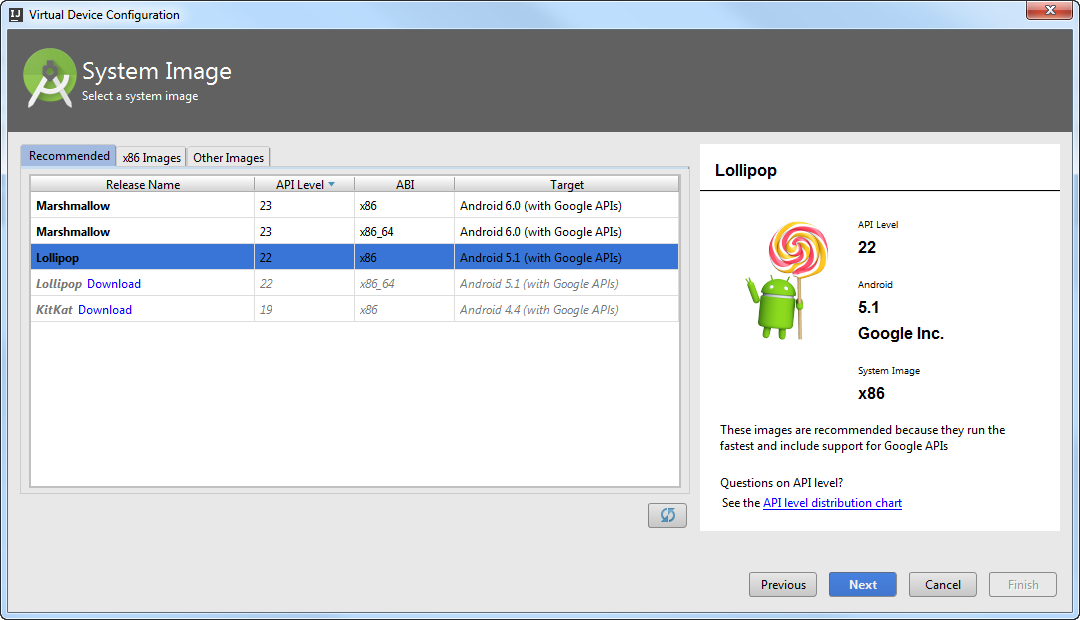 IJ Virtual Device Configuration
System Image
Select a system image
Recommended x86 Images Other Images
Release Name API Level ABI Target
Marshmallow 23 x86 Android 6.0 (with Google APIs)
Marshmallow 23 x86_64 Android 6.0 (with Google APIs)
Lollipop 22 x86 Android 5.1 (with Google APIs)
Lollipop Download 22 x86_64 Android 5.1 (with Google APIs)
KitKat Download 19 x86 Android 4.4 (with Google APIs)
Lollipop
API Level
22
Android
5.1
Google Inc.
System Image
x86
These images are recommended because they run the
fastest and include support for Google APIs
Questions on API level?
See the API level distribution chart
Previous Next Cancel Finish